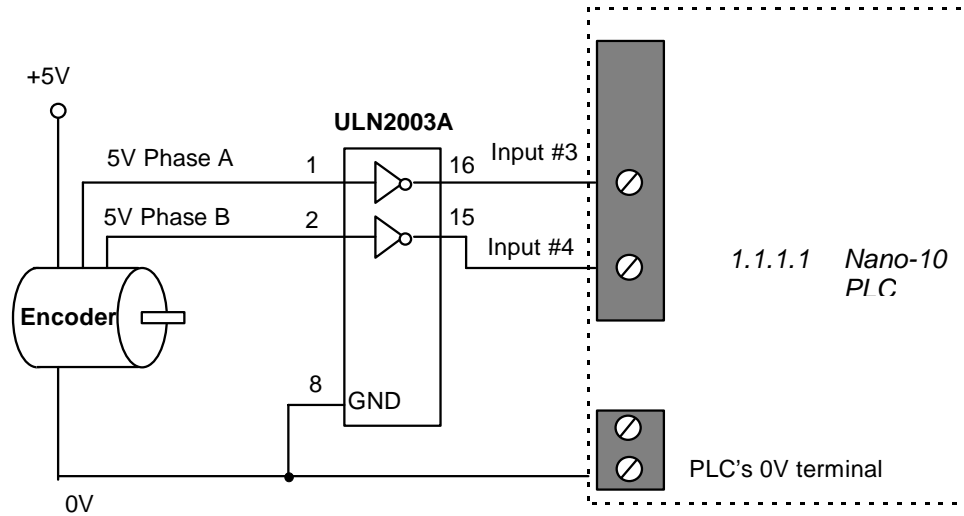 +5V
ULN2003A
5V Phase A
1
16
Input #3
5V Phase B
2
15
Input #4
1.1.1.1 Nano-10
PLC
Encoder
8
GND
PLC's 0V terminal
0V